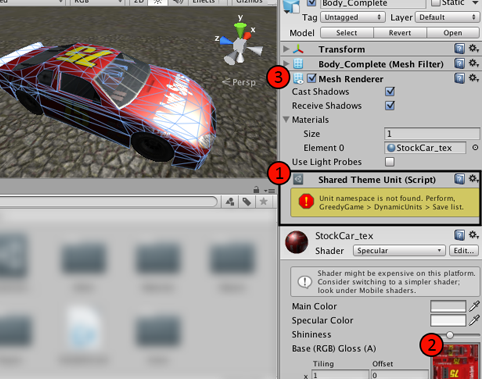 RGB
2D
Effects
Gizmos
y
x
z
Persp
75
Body_Complete
Static
Tag
Untagged
Layer
Default
Model
Select
Revert
Open
Transform
Body_Complete (Mesh Filter)
3
Mesh Renderer
Cast Shadows
Receive Shadows
Materials
Size
1
Element 0
StockCar_tex
Use Light Probes
1
Shared Theme Unit (Script)
Unit namespace is not found. Perform,
GreedyGame > DynamicUnits > Save list.
StockCar_tex
Shader
Specular
Edit...
Shader might be expensive on this platform.
Consider switching to a simpler shader;
look under Mobile shaders.
Main Color
Specular Color
Shininess
2
Base (RGB) Gloss (A)
Tiling
Offset
x
1
0
75